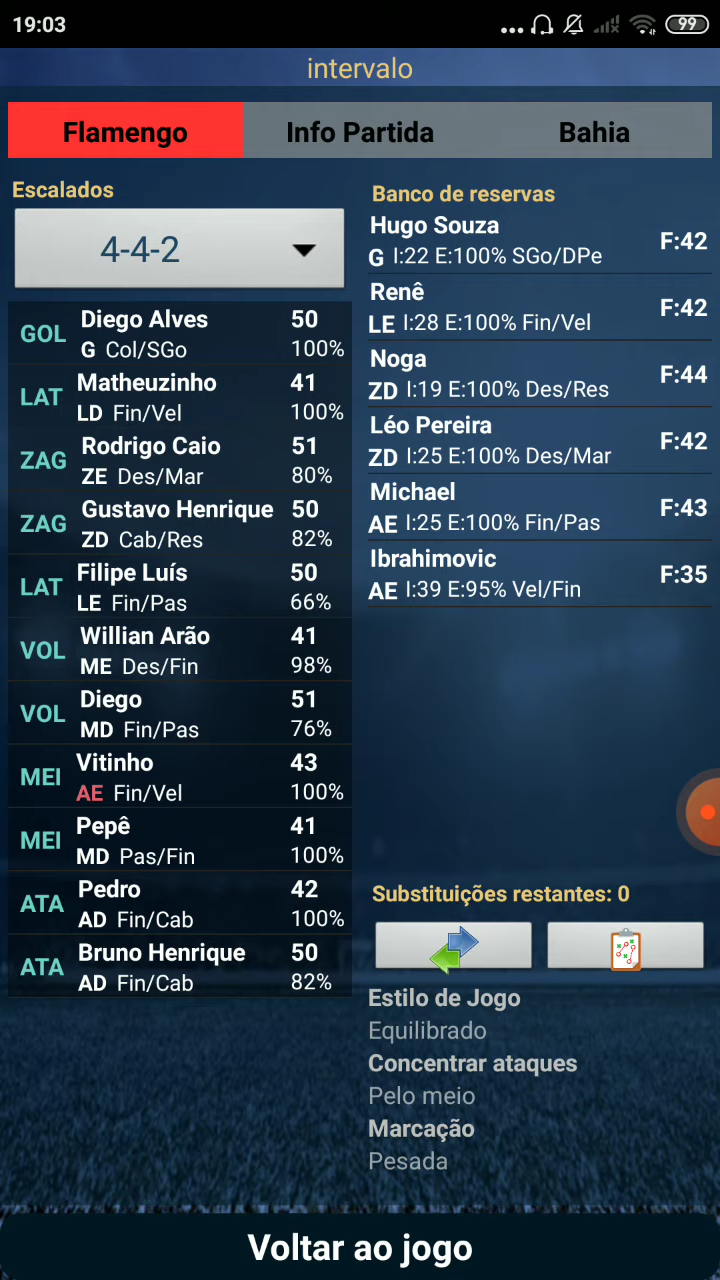 19:03
99
intervalo
Flamengo
Info Partida
Bahia
Escalados
4-4-2
GOL
Diego Alves 50
G Col/SGo 100%
LAT
Matheuzinho 41
LD Fin/Vel 100%
ZAG
Rodrigo Caio 51
ZE Des/Mar 80%
ZAG
Gustavo Henrique 50
ZD Cab/Res 82%
LAT
Filipe Luís 50
LE Fin/Pas 66%
VOL
Willian Arão 41
ME Des/Fin 98%
VOL
Diego 51
MD Fin/Pas 76%
MEI
Vitinho 43
AE Fin/Vel 100%
MEI
Pepê 41
MD Pas/Fin 100%
ATA
Pedro 42
AD Fin/Cab 100%
ATA
Bruno Henrique 50
AD Fin/Cab 82%
Banco de reservas
Hugo Souza
G I:22 E:100% SGo/DPe
F:42
Renê
LE I:28 E:100% Fin/Vel
F:42
Noga
ZD I:19 E:100% Des/Res
F:44
Léo Pereira
ZD I:25 E:100% Des/Mar
F:42
Michael
AE I:25 E:100% Fin/Pas
F:43
Ibrahimovic
AE I:39 E:95% Vel/Fin
F:35
Substituições restantes: 0
Estilo de Jogo
Equilibrado
Concentrar ataques
Pelo meio
Marcação
Pesada
Voltar ao jogo